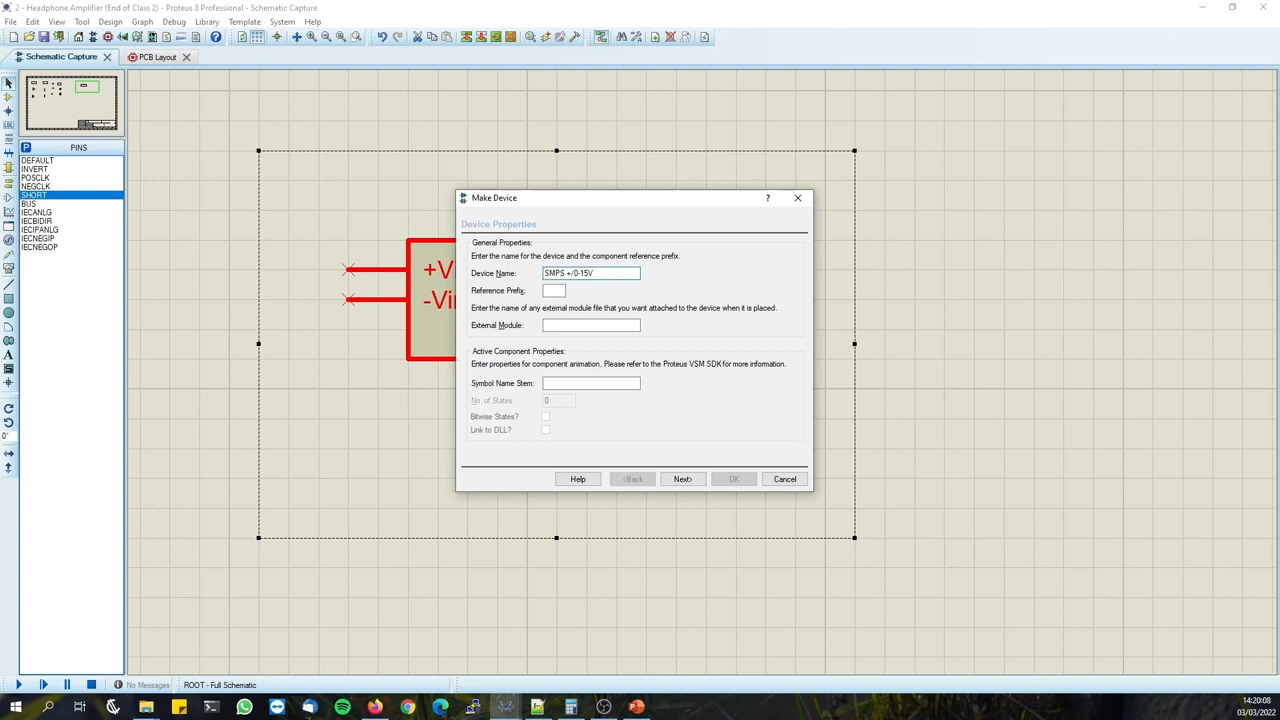 2 - Headphone Amplifier (End of Class 2) - Proteus 8 Professional - Schematic Capture
File Edit View Tool Design Graph Debug Library Template System Help
Schematic Capture
PCB Layout
P PINS
DEFAULT
INVERT
POSCLK
NEGCLK
SHORT
BUS
IECANLG
IECBIDIR
IECIPANLG
IECNEGIP
IECNEGOP
0°
+V
-Vi
Make Device
Device Properties
General Properties:
Enter the name for the device and the component reference prefix.
Device Name: SMPS +/0-15V
Reference Prefix:
Enter the name of any external module file that you want attached to the device when it is placed.
External Module:
Active Component Properties:
Enter properties for component animation. Please refer to the Proteus VSM SDK for more information.
Symbol Name Stem:
No. of States: 0
Bitwise States?
Link to DLL?
Help <Back Next> OK Cancel
No Messages ROOT - Full Schematic
14:20:08
03/03/2022